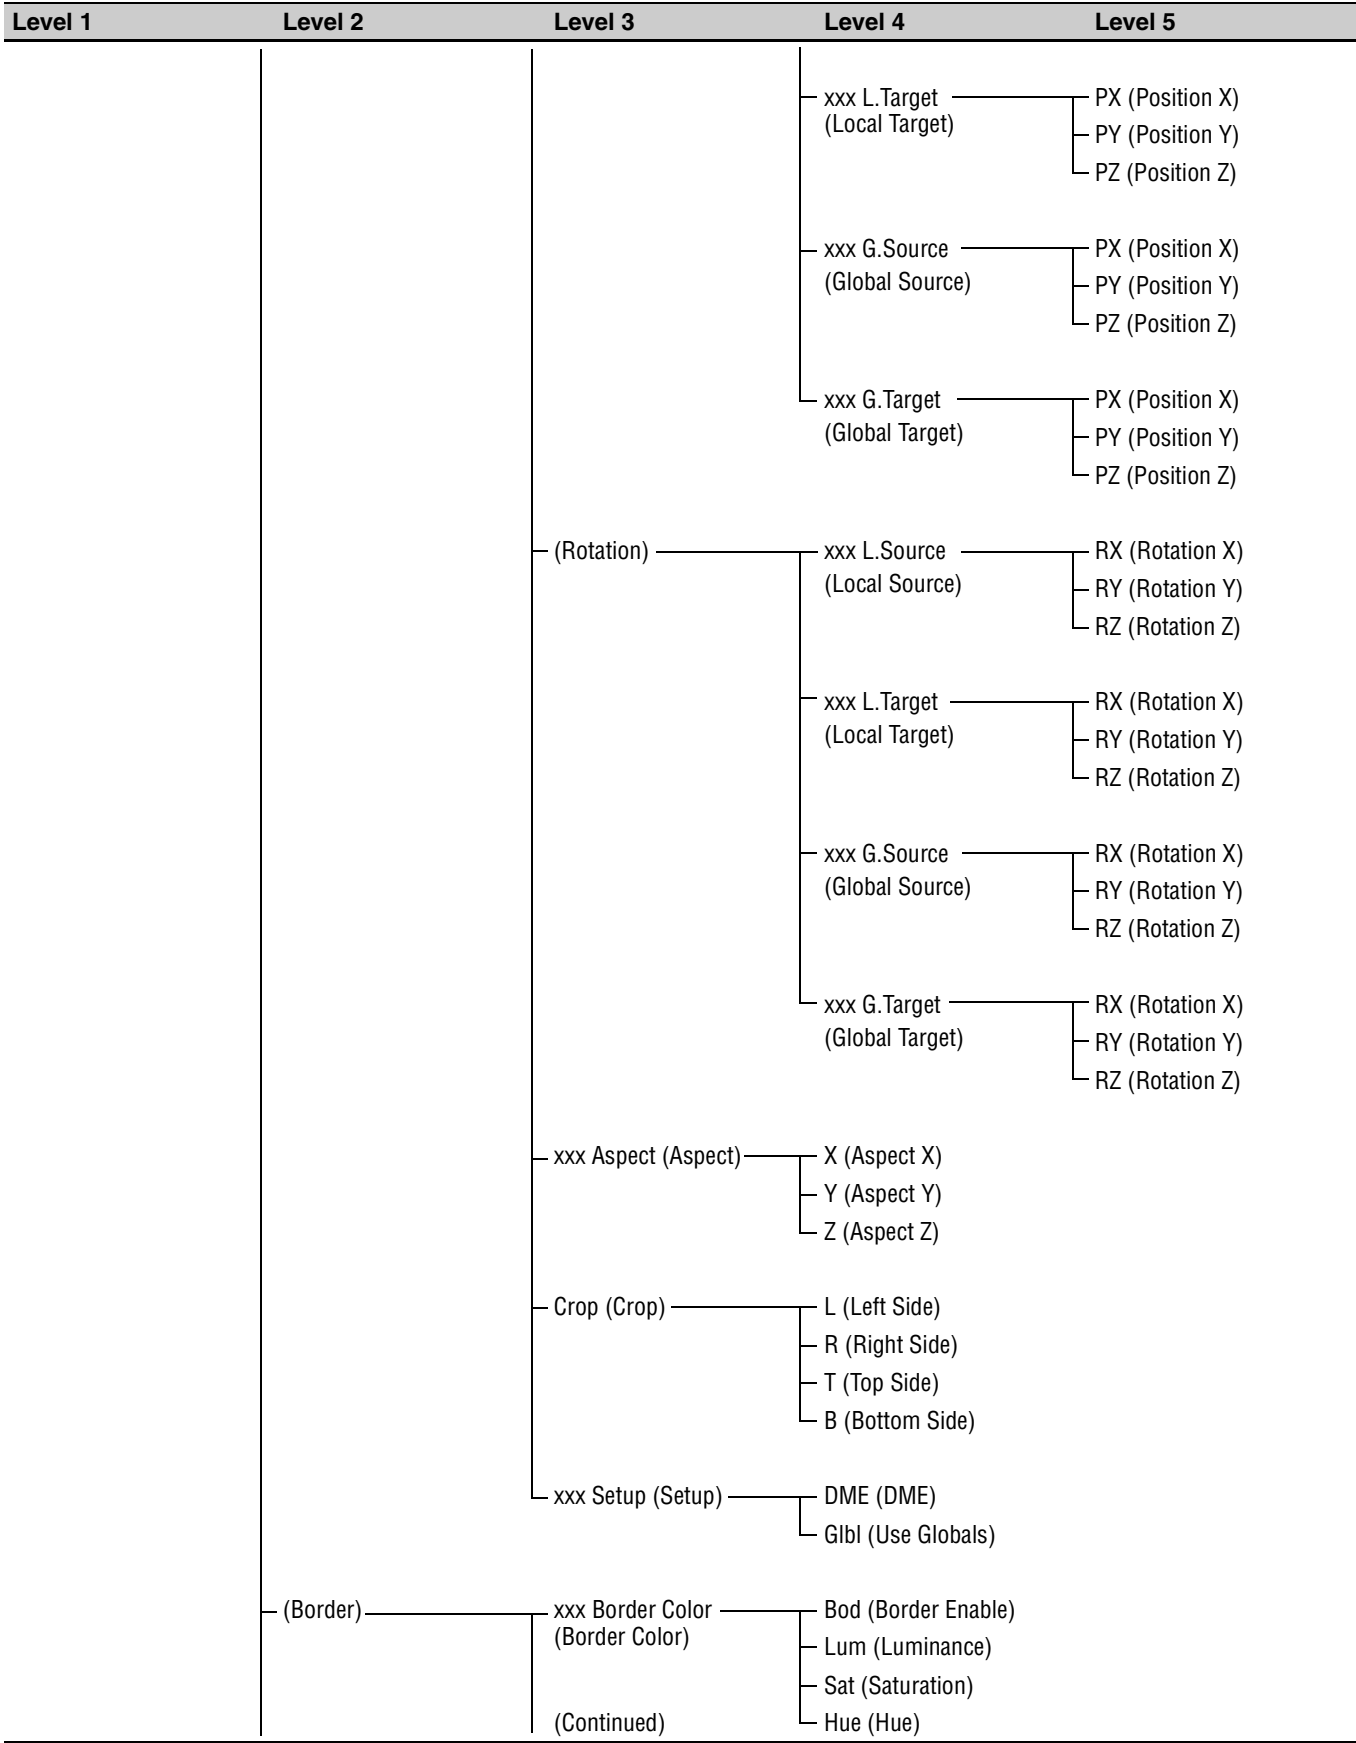 Level 1 Level 2 Level 3 Level 4 Level 5
xxx L.Target PX (Position X)
(Local Target)
PY (Position Y)
PZ (Position Z)
xxx G.Source PX (Position X)
(Global Source) PY (Position Y)
PZ (Position Z)
xxx G.Target PX (Position X)
(Global Target) PY (Position Y)
PZ (Position Z)
(Rotation) xxx L.Source RX (Rotation X)
(Local Source) RY (Rotation Y)
RZ (Rotation Z)
xxx L.Target RX (Rotation X)
(Local Target) RY (Rotation Y)
RZ (Rotation Z)
xxx G.Source RX (Rotation X)
(Global Source) RY (Rotation Y)
RZ (Rotation Z)
xxx G.Target RX (Rotation X)
(Global Target) RY (Rotation Y)
RZ (Rotation Z)
xxx Aspect (Aspect) X (Aspect X)
Y (Aspect Y)
Z (Aspect Z)
Crop (Crop) L (Left Side)
R (Right Side)
T (Top Side)
B (Bottom Side)
xxx Setup (Setup) DME (DME)
Glbl (Use Globals)
(Border) xxx Border Color Bod (Border Enable)
(Border Color)
Lum (Luminance)
Sat (Saturation)
(Continued) Hue (Hue)